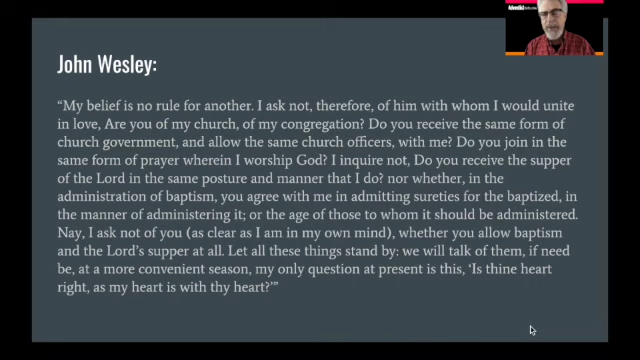 John Wesley:
“My belief is no rule for another. I ask not, therefore, of him with whom I would unite
in love, Are you of my church, of my congregation? Do you receive the same form of
church government, and allow the same church officers, with me? Do you join in the
same form of prayer wherein I worship God? I inquire not, Do you receive the supper
of the Lord in the same posture and manner that I do? nor whether, in the
administration of baptism, you agree with me in admitting sureties for the baptized, in
the manner of administering it; or the age of those to whom it should be administered.
Nay, I ask not of you (as clear as I am in my own mind), whether you allow baptism
and the Lord’s supper at all. Let all these things stand by: we will talk of them, if need
be, at a more convenient season, my only question at present is this, ‘Is thine heart
right, as my heart is with thy heart?’”